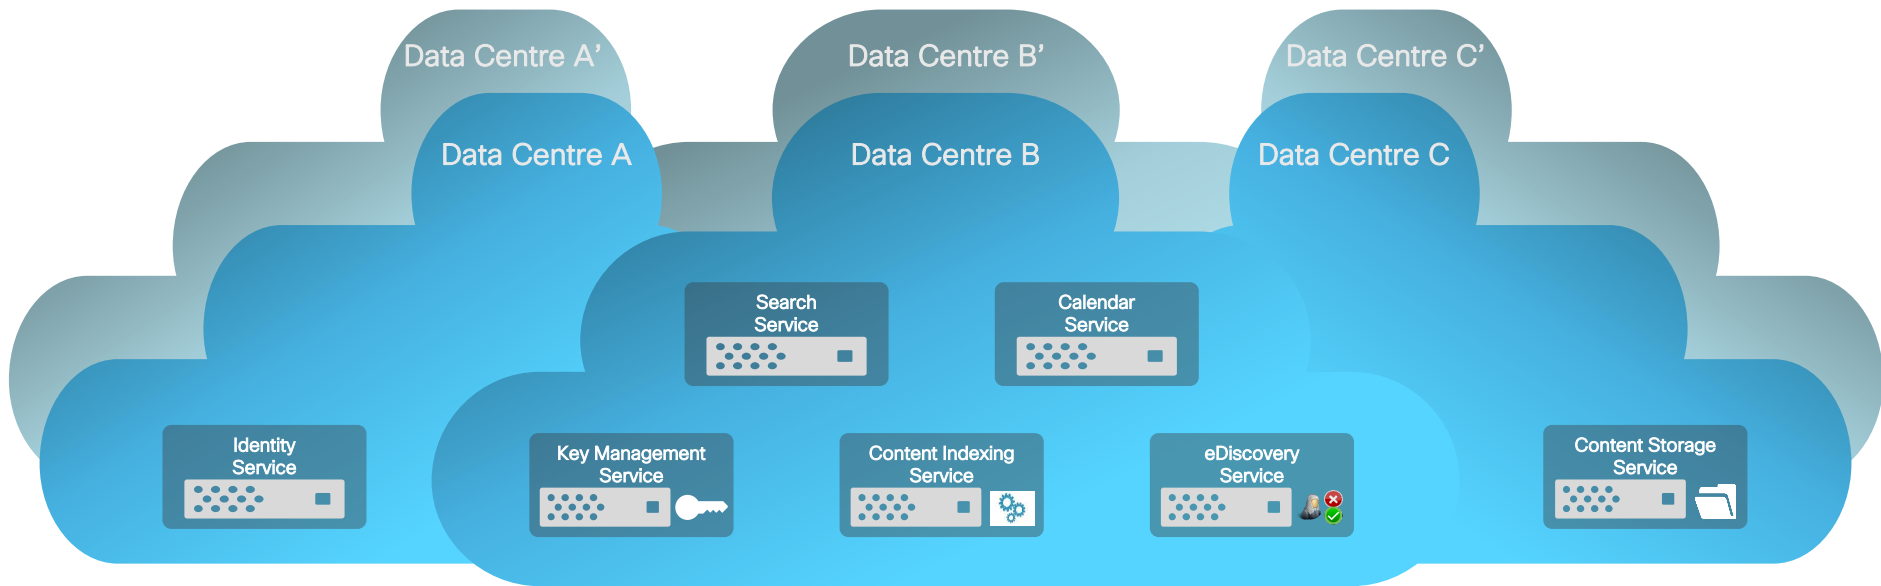 Data Centre A’
Data Centre B’
Data Centre C’
Data Centre A
Data Centre B
Data Centre C
Search
Service
Calendar
Service
Identity
Service
Key Management
Service
Content Indexing
Service
eDiscovery
Service
Content Storage
Service